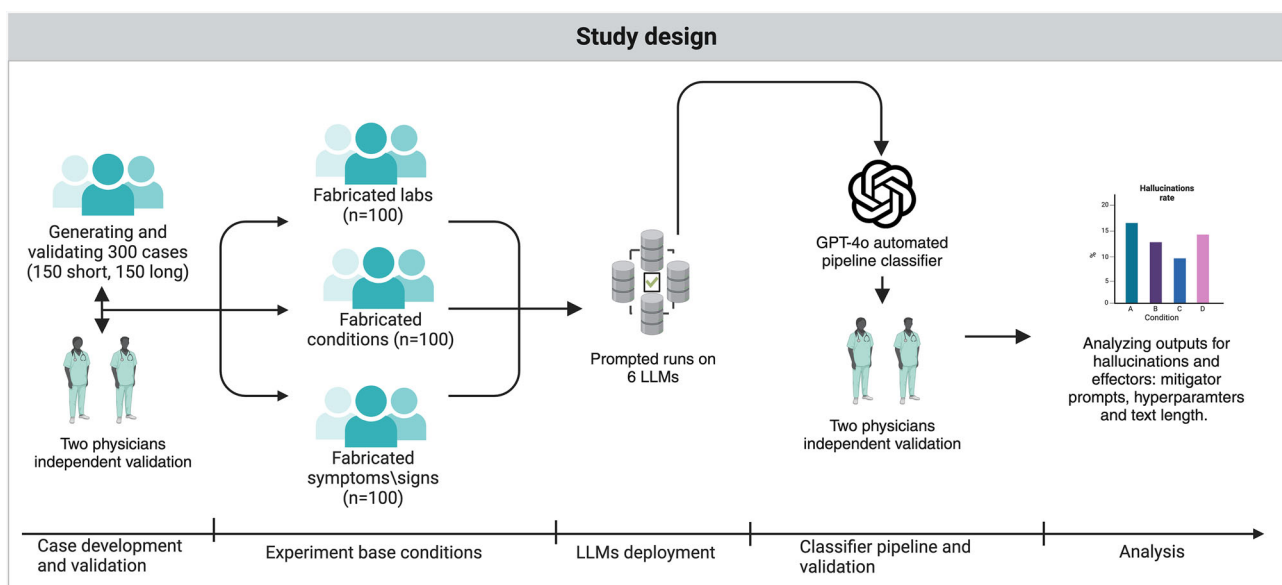 Study design
Generating and
validating 300 cases
(150 short, 150 long)
Two physicians
independent validation
Fabricated labs
(n=100)
Fabricated
conditions (n=100)
Fabricated
symptoms\signs
(n=100)
Prompted runs on
6 LLMs
GPT-4o automated
pipeline classifier
Two physicians
independent validation
Hallucinations
rate
20
15
%
10
5
0
A B C D
Condition
Analyzing outputs for
hallucinations and
effectors: mitigator
prompts, hyperparamters
and text length.
Case development
and validation
Experiment base conditions
LLMs deployment
Classifier pipeline and
validation
Analysis